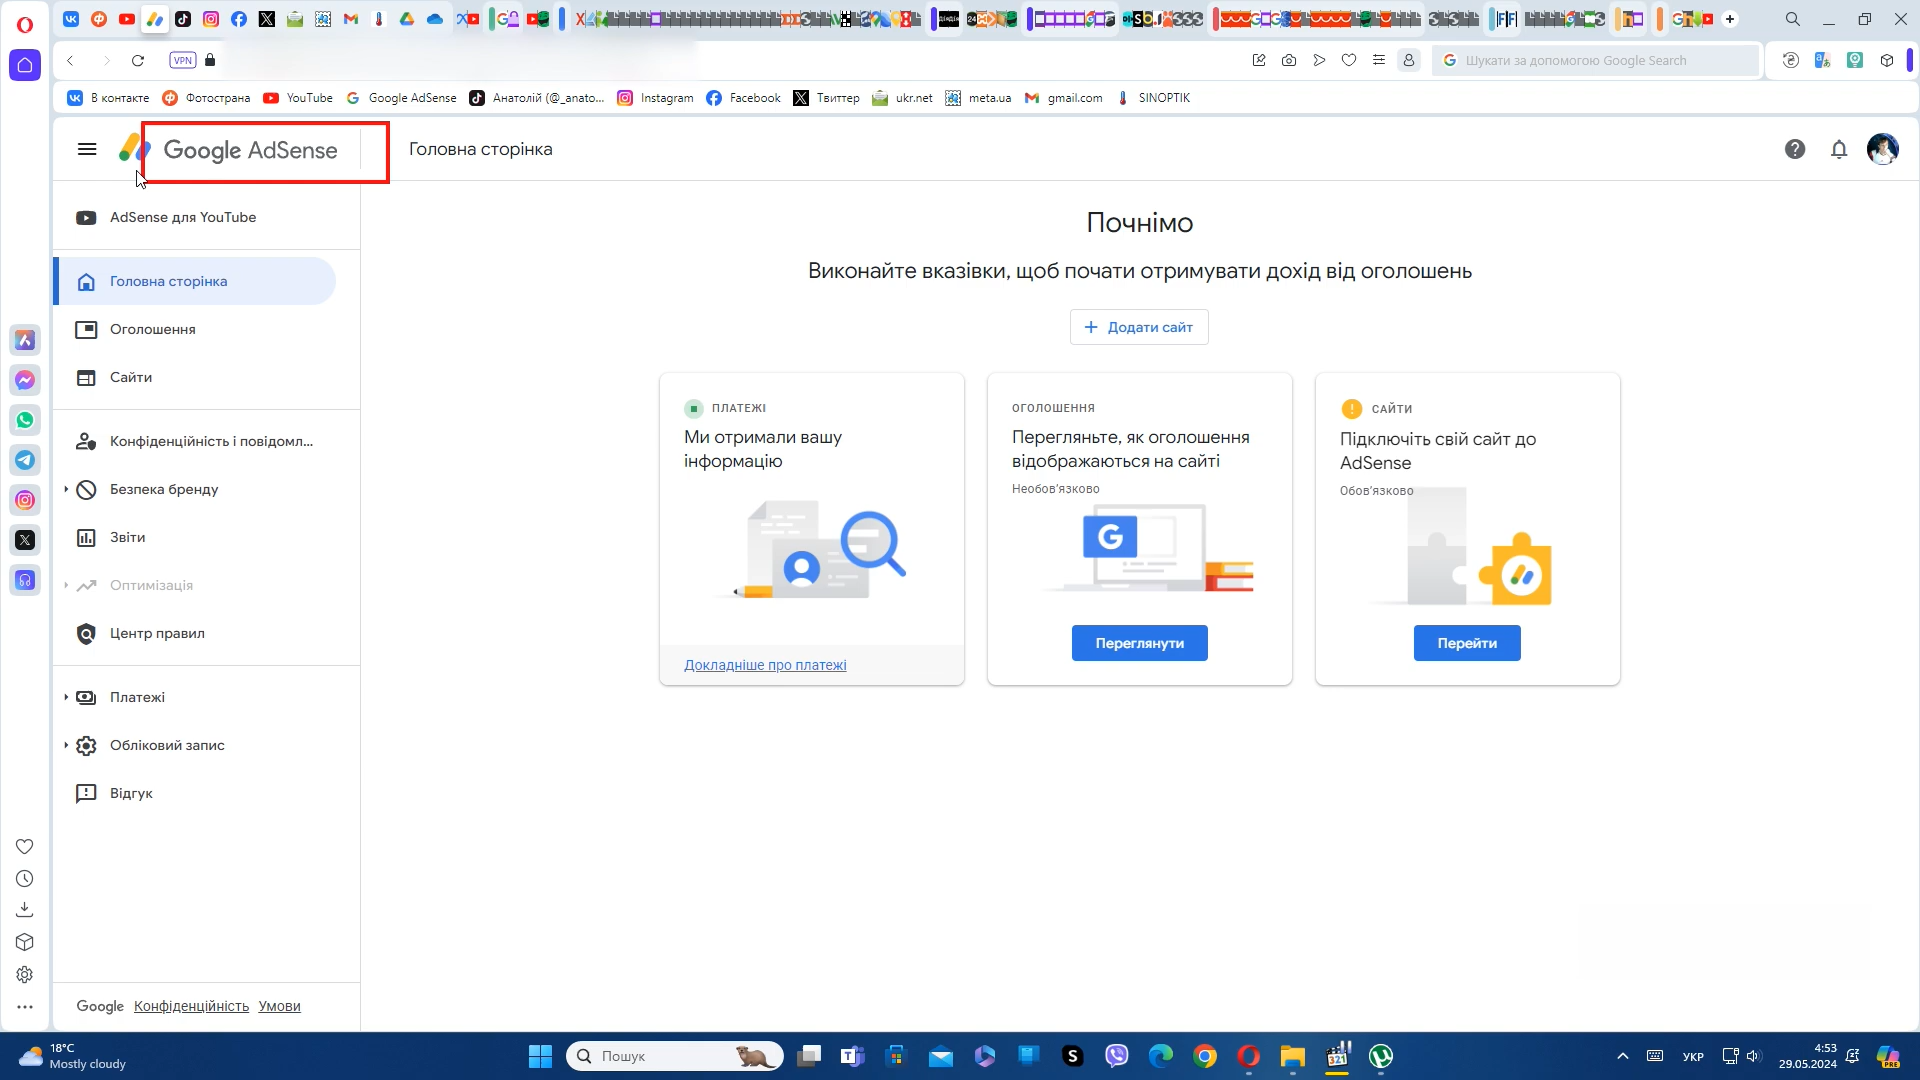 VPN
Шукати за допомогою Google Search
В контакте
Фотострана
YouTube
Google AdSense
Анатолій (@_anato...
Instagram
Facebook
Твиттер
ukr.net
meta.ua
gmail.com
SINOPTIK
Google AdSense
Головна сторінка
AdSense для YouTube
Головна сторінка
Оголошення
Сайти
Конфіденційність і повідомл...
Безпека бренду
Звіти
Оптимізація
Центр правил
Платежі
Обліковий запис
Відгук
Google Конфіденційність Умови
Почнімо
Виконайте вказівки, щоб почати отримувати дохід від оголошень
Додати сайт
ПЛАТЕЖІ
Ми отримали вашу
інформацію
Докладніше про платежі
ОГОЛОШЕННЯ
Перегляньте, як оголошення
відображаються на сайті
Необов'язково
Переглянути
САЙТИ
Підключіть свій сайт до
AdSense
Обов'язково
Перейти
18°C
Mostly cloudy
Пошук
УКР
4:53
29.05.2024